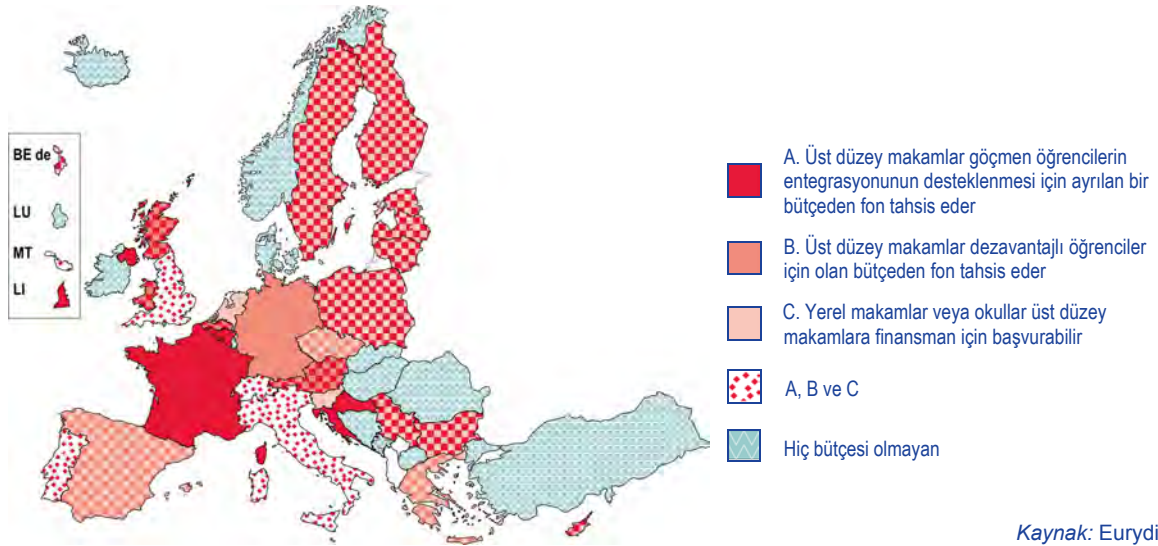 BE de
LU
MT
LI
A. Üst düzey makamlar göçmen öğrencilerin
entegrasyonunun desteklenmesi için ayrılan bir
bütçeden fon tahsis eder
B. Üst düzey makamlar dezavantajlı öğrenciler
için olan bütçeden fon tahsis eder
C. Yerel makamlar veya okullar üst düzey
makamlara finansman için başvurabilir
A, B ve C
Hiç bütçesi olmayan
Kaynak: Eurydi